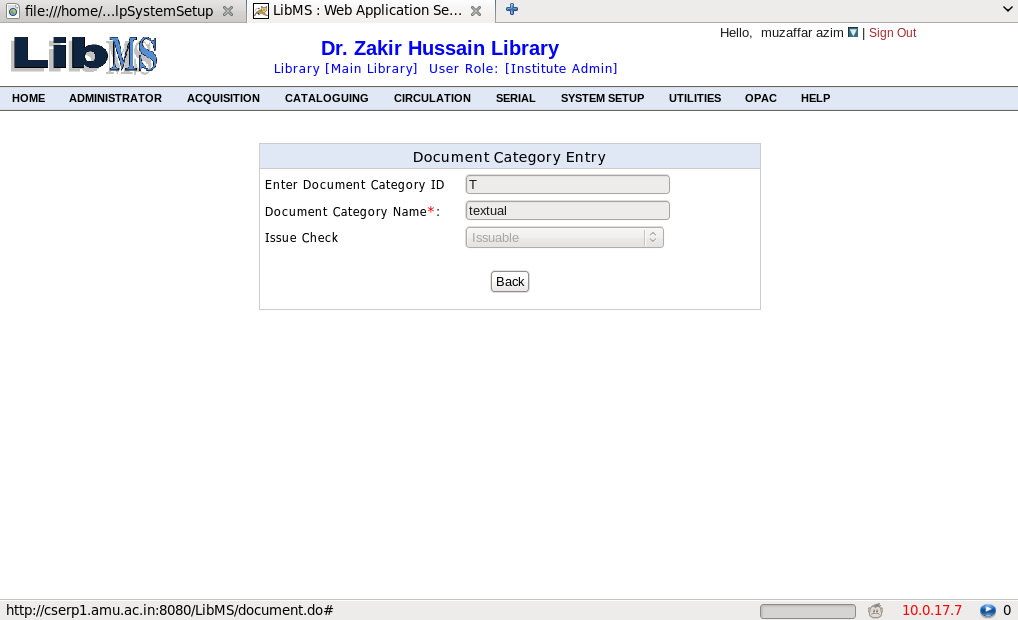 file:///home/...lpSystemSetup
LibMS : Web Application Se...
Hello, muzaffar azim | Sign Out
LibMS
Dr. Zakir Hussain Library
Library [Main Library] User Role: [Institute Admin]
HOME ADMINISTRATOR ACQUISITION CATALOGUING CIRCULATION SERIAL SYSTEM SETUP UTILITIES OPAC HELP
Document Category Entry
Enter Document Category ID T
Document Category Name*: textual
Issue Check Issuable
Back
http://cserp1.amu.ac.in:8080/LibMS/document.do# 10.0.17.7 0